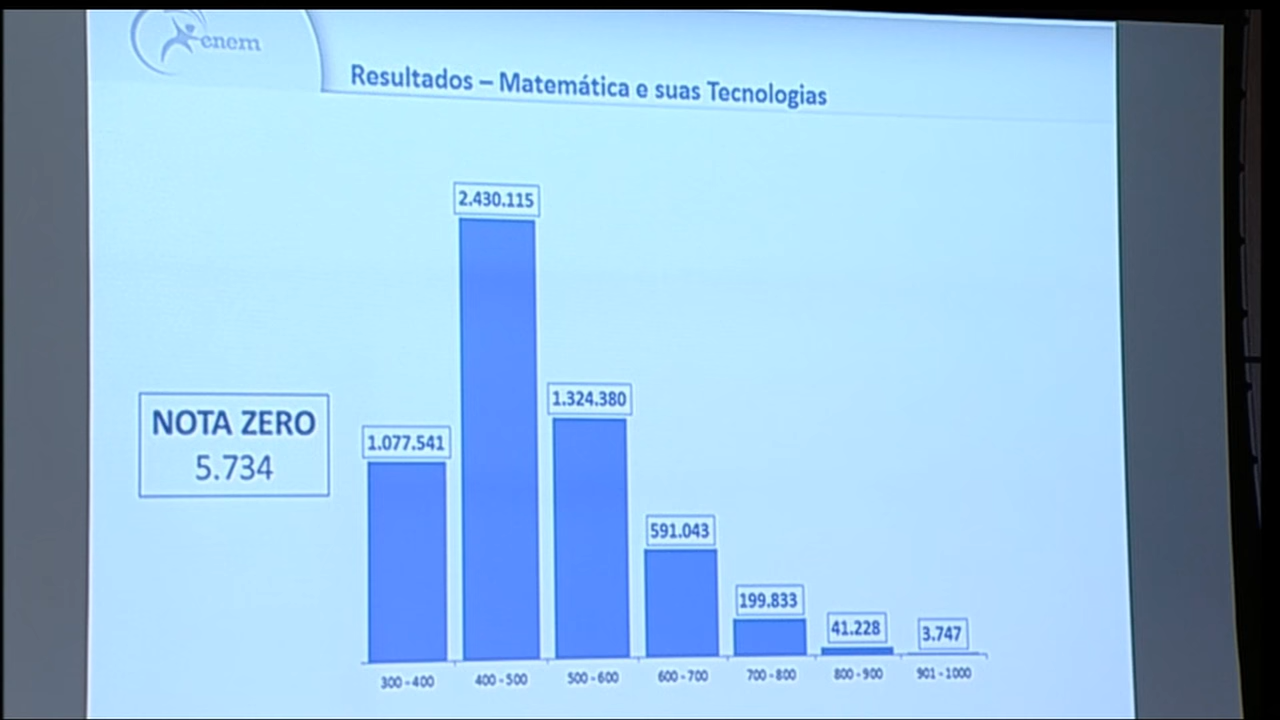 enem
Resultados – Matemática e suas Tecnologias
2.430.115
1.324.380
NOTA ZERO
5.734
1.077.541
591.043
199.833
41.228
3.747
300 - 400
400 - 500
500 - 600
600 - 700
700 - 800
800 - 900
901 - 1000